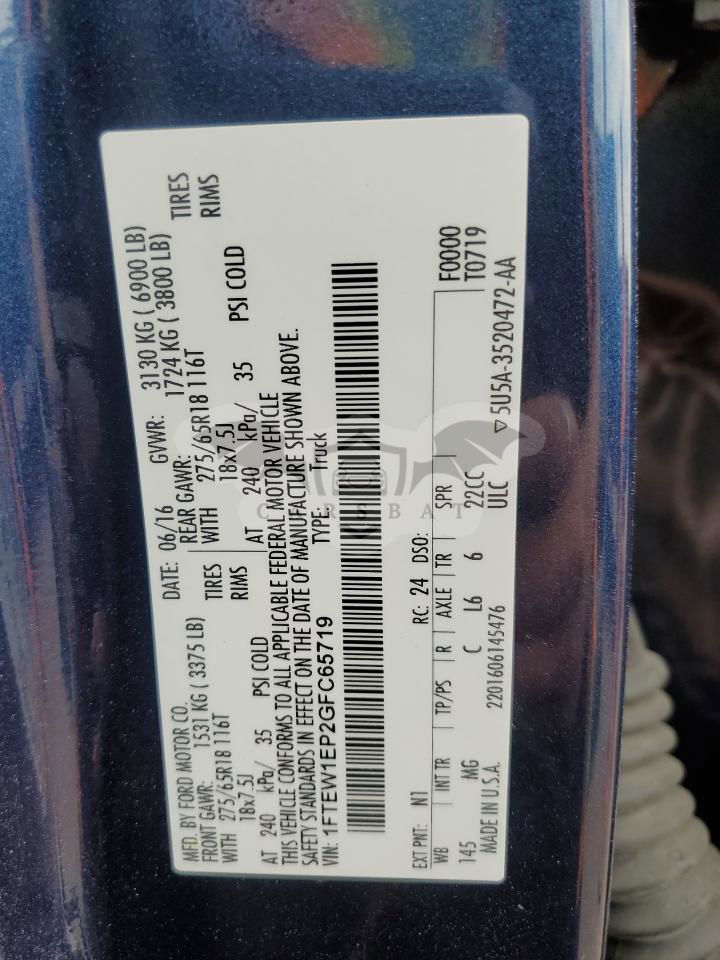 MFD. BY FORD MOTOR CO.
DATE: 06/16 GVWR: 3130 KG ( 6900 LB)
FRONT GAWR: REAR GAWR:
1531 KG ( 3375 LB) 1724 KG ( 3800 LB)
WITH 275/65R18 116T TIRES WITH 275/65R18 116T TIRES
18x7.5J RIMS 18x7.5J RIMS
AT 240 kPa/ 35 PSI COLD AT 240 kPa/ 35 PSI COLD
THIS VEHICLE CONFORMS TO ALL APPLICABLE FEDERAL MOTOR VEHICLE
SAFETY STANDARDS IN EFFECT ON THE DATE OF MANUFACTURE SHOWN ABOVE.
VIN: 1FTEW1EP2GFC65719 TYPE: Truck
CARSBAT
EXT PNT: N1 RC: 24 DSO: F0000
T0719
WB INT TR TP/PS R AXLE TR SPR
145 MG C L6 6 22CC
ULC
MADE IN U.S.A. 2201606145476 ▽5U5A-3520472-AA